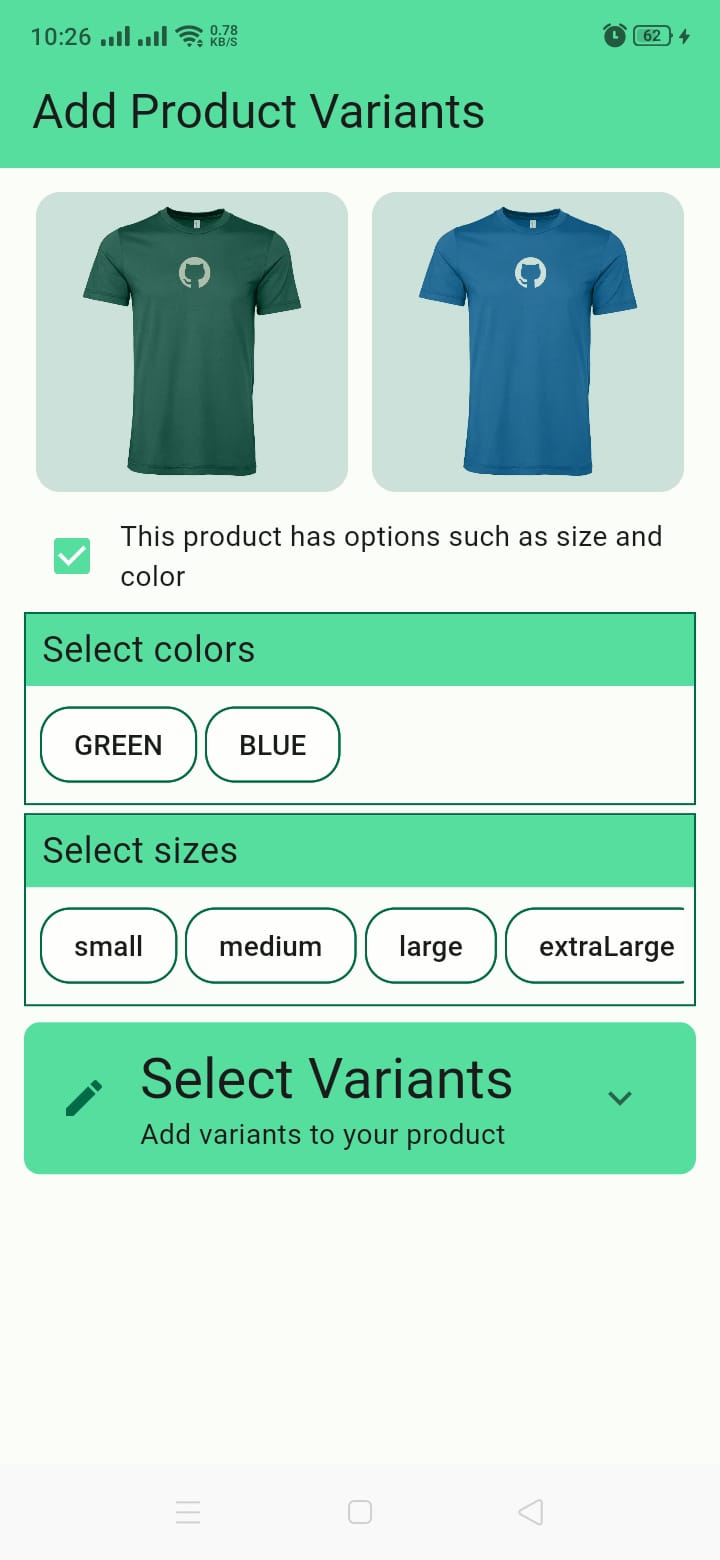 10:26 0.78 KB/S 62
Add Product Variants
This product has options such as size and
color
Select colors
GREEN BLUE
Select sizes
small medium large extraLarge
Select Variants
Add variants to your product